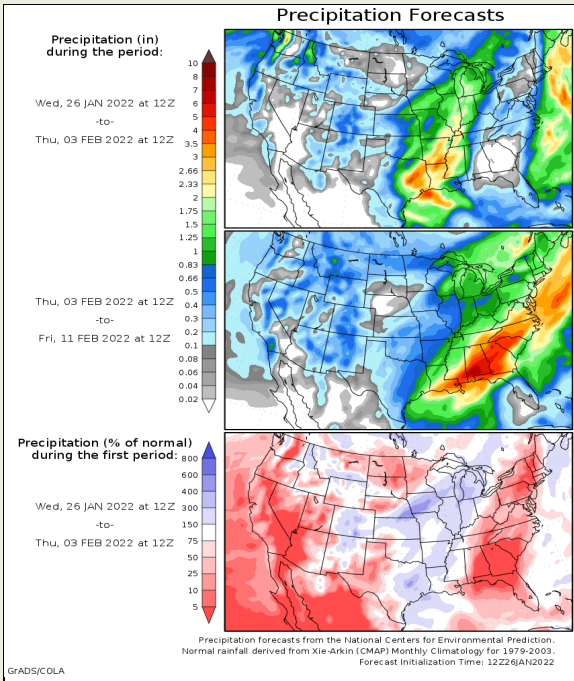 Precipitation Forecasts
Precipitation (in)
during the period:
Wed, 26 JAN 2022 at 12Z
-to-
Thu, 03 FEB 2022 at 12Z
10
8
7
6
5
4
3.5
3
2.66
2.33
2
1.75
1.5
1.25
1
0.83
0.66
0.5
0.4
0.3
0.2
0.1
0.08
0.06
0.04
0.02
Thu, 03 FEB 2022 at 12Z
-to-
Fri, 11 FEB 2022 at 12Z
Precipitation (% of normal)
during the first period:
Wed, 26 JAN 2022 at 12Z
-to-
Thu, 03 FEB 2022 at 12Z
800
600
400
300
150
75
50
25
10
5
Precipitation forecasts from the National Centers for Environmental Prediction.
Normal rainfall derived from Xie-Arkin (CMAP) Monthly Climatology for 1979-2003.
Forecast Initialization Time: 12Z26JAN2022
GrADS/COLA